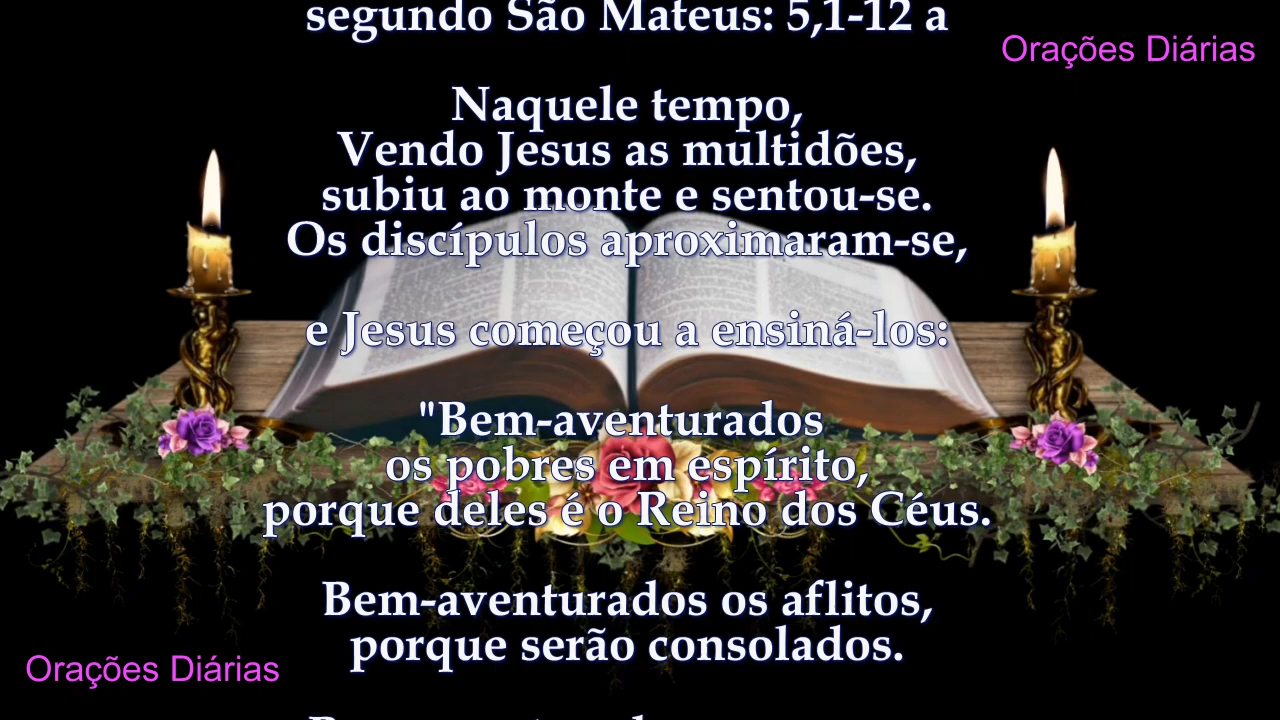 segundo São Mateus: 5,1-12 a
Orações Diárias
Naquele tempo,
Vendo Jesus as multidões,
subiu ao monte e sentou-se.
Os discípulos aproximaram-se,
e Jesus começou a ensiná-los:
"Bem-aventurados
os pobres em espírito,
porque deles é o Reino dos Céus.
Bem-aventurados os aflitos,
porque serão consolados.
Orações Diárias